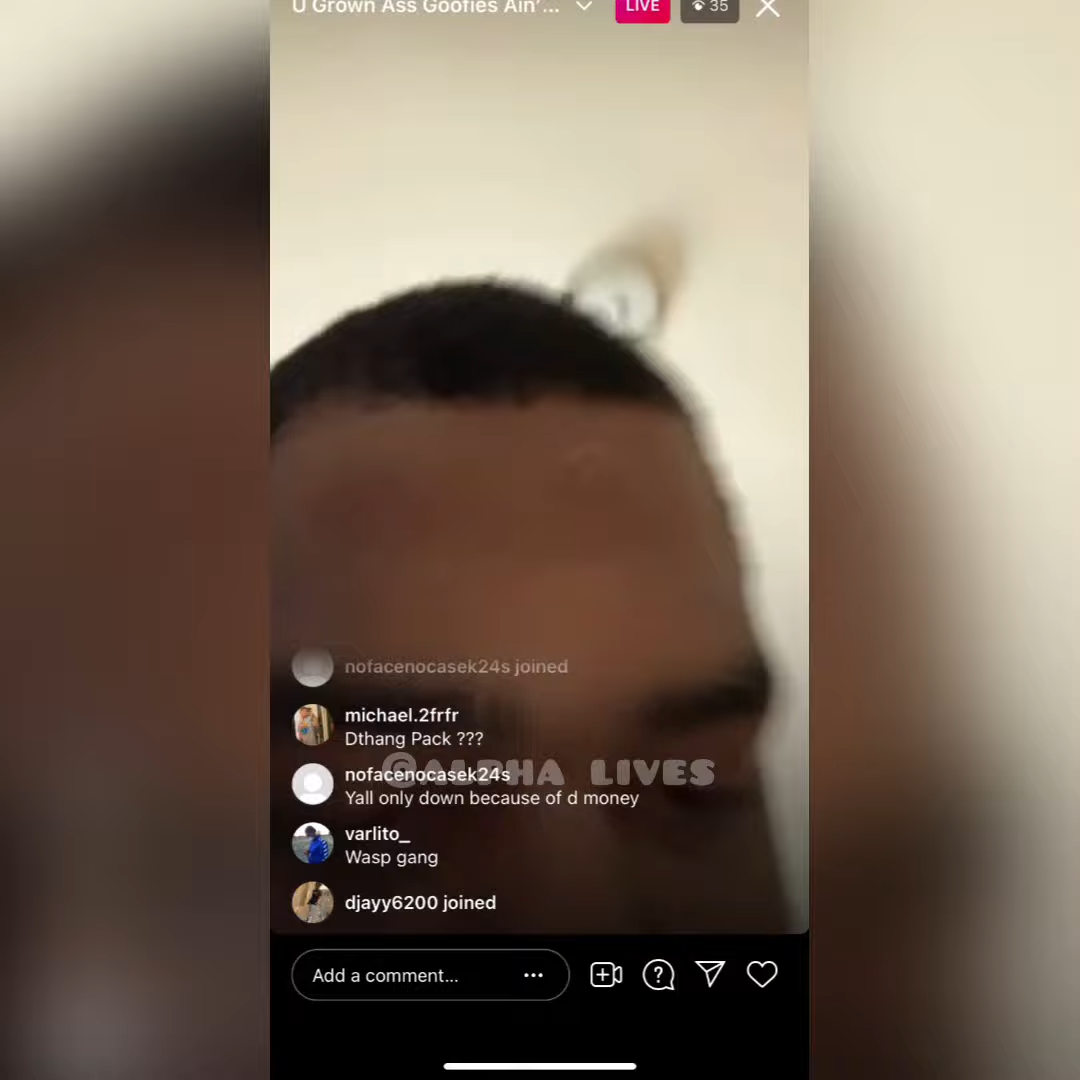 U Grown Ass Goofies Ain'...
LIVE
35
nofacenocasek24s joined
michael.2frfr
Dthang Pack ???
@ALPHA LIVES
nofacenocasek24s
Yall only down because of d money
varlito_
Wasp gang
djayy6200 joined
Add a comment...